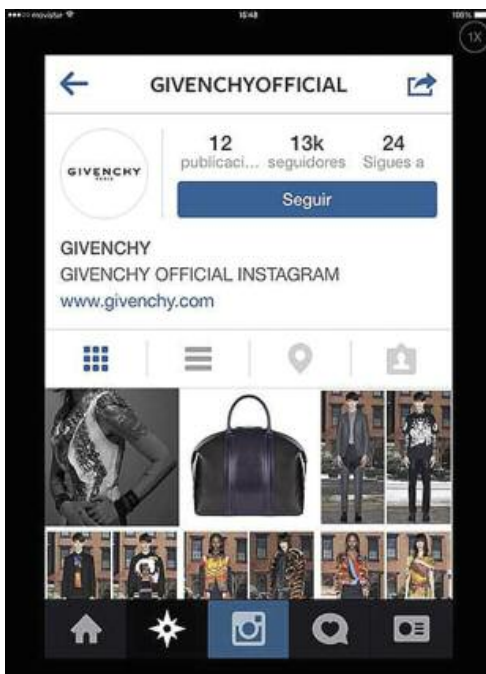 movistar 15:43 100%
1X
GIVENCHYOFFICIAL
GIVENCHY
PARIS
12 13k 24
publicaci... seguidores Sigues a
Seguir
GIVENCHY
GIVENCHY OFFICIAL INSTAGRAM
www.givenchy.com